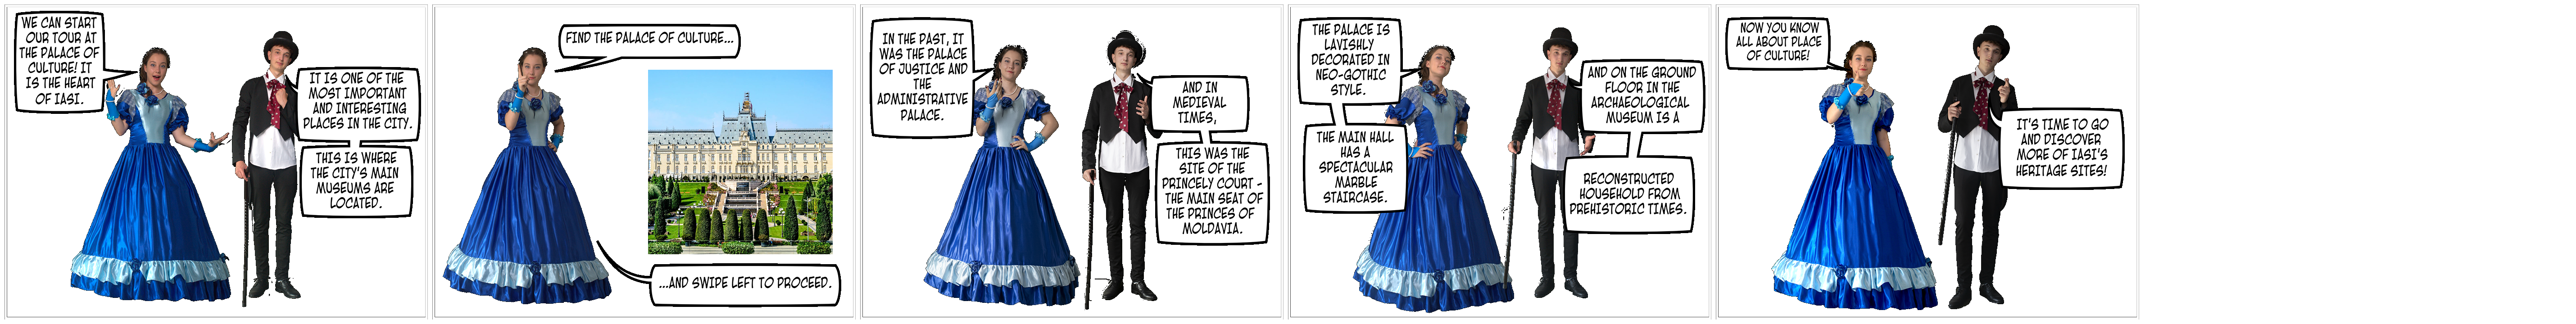 WE CAN START
OUR TOUR AT
THE PALACE OF
CULTURE! IT
IS THE HEART
OF IASI.
IT IS ONE OF THE
MOST IMPORTANT
AND INTERESTING
PLACES IN THE CITY.
THIS IS WHERE
THE CITY'S MAIN
MUSEUMS ARE
LOCATED.
FIND THE PALACE OF CULTURE...
...AND SWIPE LEFT TO PROCEED.
IN THE PAST, IT
WAS THE PALACE
OF JUSTICE AND
THE
ADMINISTRATIVE
PALACE.
AND IN
MEDIEVAL
TIMES,
THIS WAS THE
SITE OF THE
PRINCELY COURT -
THE MAIN SEAT OF
THE PRINCES OF
MOLDAVIA.
THE PALACE IS
LAVISHLY
DECORATED IN
NEO-GOTHIC
STYLE.
THE MAIN HALL
HAS A
SPECTACULAR
MARBLE
STAIRCASE.
AND ON THE GROUND
FLOOR IN THE
ARCHAEOLOGICAL
MUSEUM IS A
RECONSTRUCTED
HOUSEHOLD FROM
PREHISTORIC TIMES.
NOW YOU KNOW
ALL ABOUT PLACE
OF CULTURE!
IT'S TIME TO GO
AND DISCOVER
MORE OF IASI'S
HERITAGE SITES!